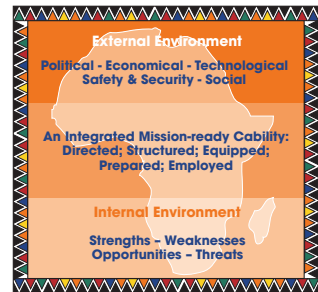 External Environment
Political - Economical - Technological
Safety & Security - Social
An Integrated Mission-ready Cability:
Directed; Structured; Equipped;
Prepared; Employed
Internal Environment
Strengths – Weaknesses
Opportunities – Threats